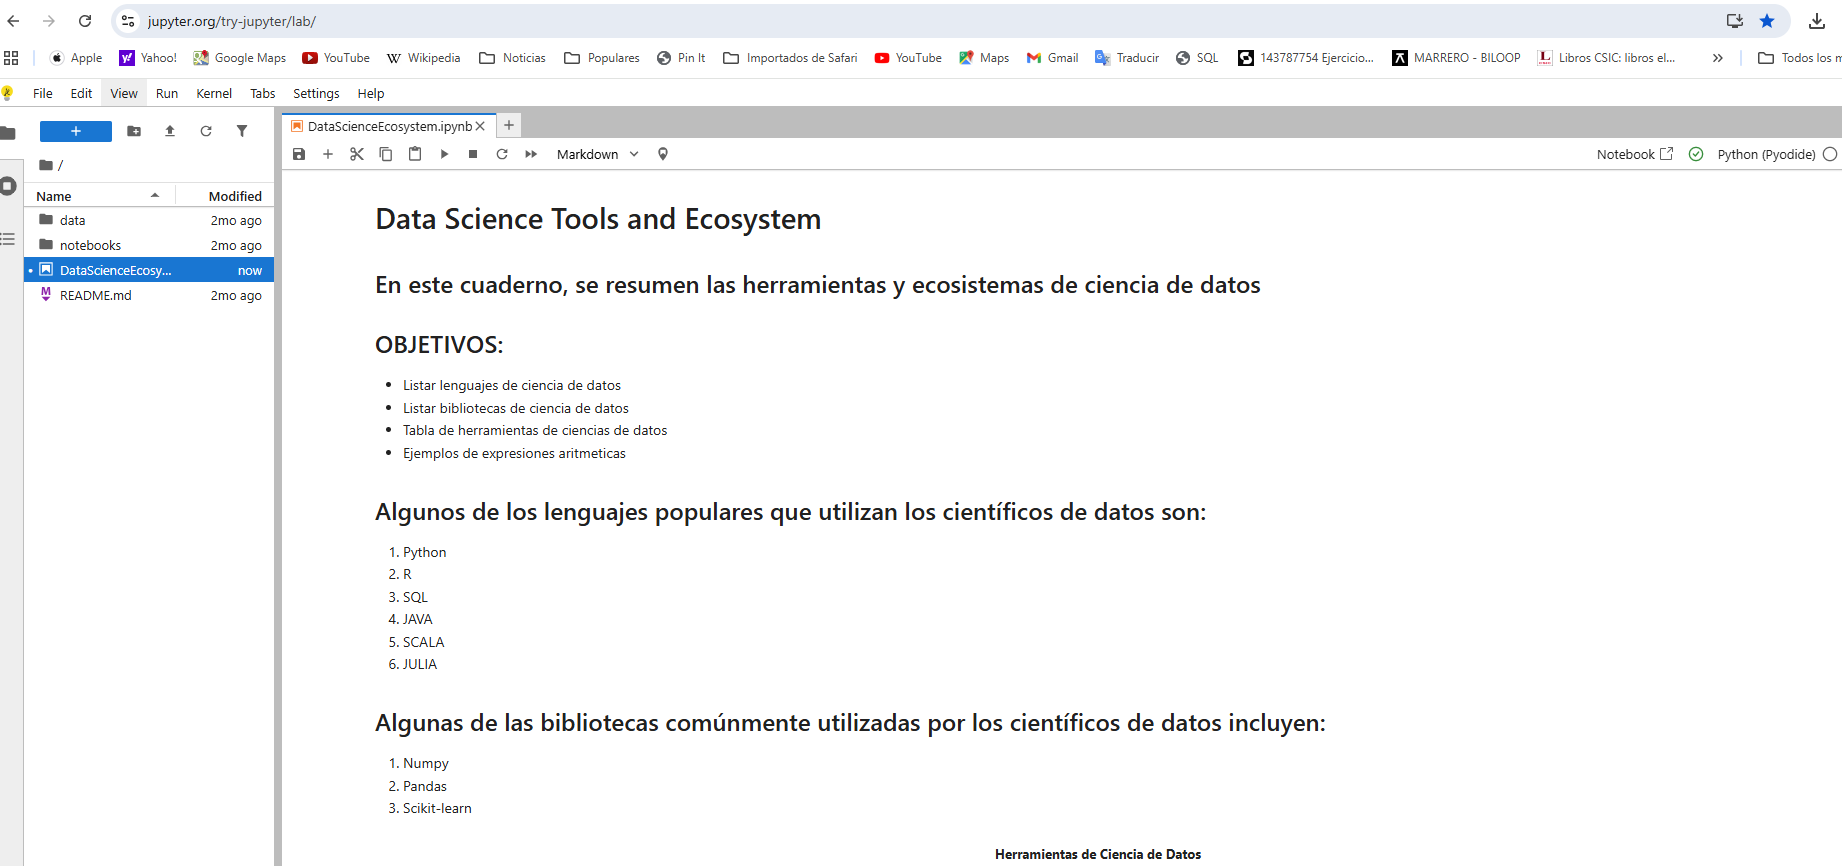 jupyter.org/try-jupyter/lab/
Apple Yahoo! Google Maps YouTube Wikipedia Noticias Populares Pin It Importados de Safari YouTube Maps Gmail Traducir SQL 143787754 Ejercicio... MARRERO - BILOOP Libros CSIC: libros el... » Todos los m
File Edit View Run Kernel Tabs Settings Help
DataScienceEcosystem.ipynb
Markdown Notebook Python (Pyodide)
/
Name Modified
data 2mo ago
notebooks 2mo ago
DataScienceEcosy... now
README.md 2mo ago
Data Science Tools and Ecosystem
En este cuaderno, se resumen las herramientas y ecosistemas de ciencia de datos
OBJETIVOS:
• Listar lenguajes de ciencia de datos
• Listar bibliotecas de ciencia de datos
• Tabla de herramientas de ciencias de datos
• Ejemplos de expresiones aritmeticas
Algunos de los lenguajes populares que utilizan los científicos de datos son:
1. Python
2. R
3. SQL
4. JAVA
5. SCALA
6. JULIA
Algunas de las bibliotecas comúnmente utilizadas por los científicos de datos incluyen:
1. Numpy
2. Pandas
3. Scikit-learn
Herramientas de Ciencia de Datos